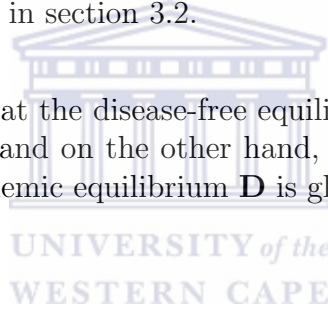 in section 3.2.
at the disease-free equili
and on the other hand,
emic equilibrium D is gl
UNIVERSITY of the
WESTERN CAPE